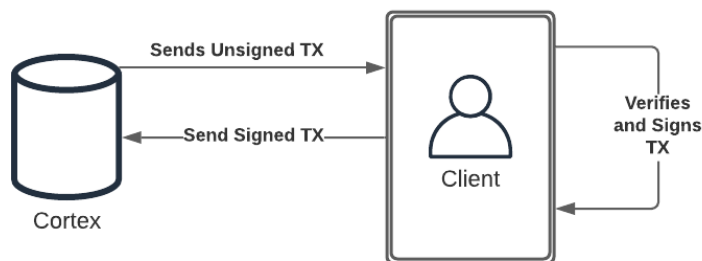 Sends Unsigned TX
Send Signed TX
Cortex
Client
Verifies
and Signs
TX